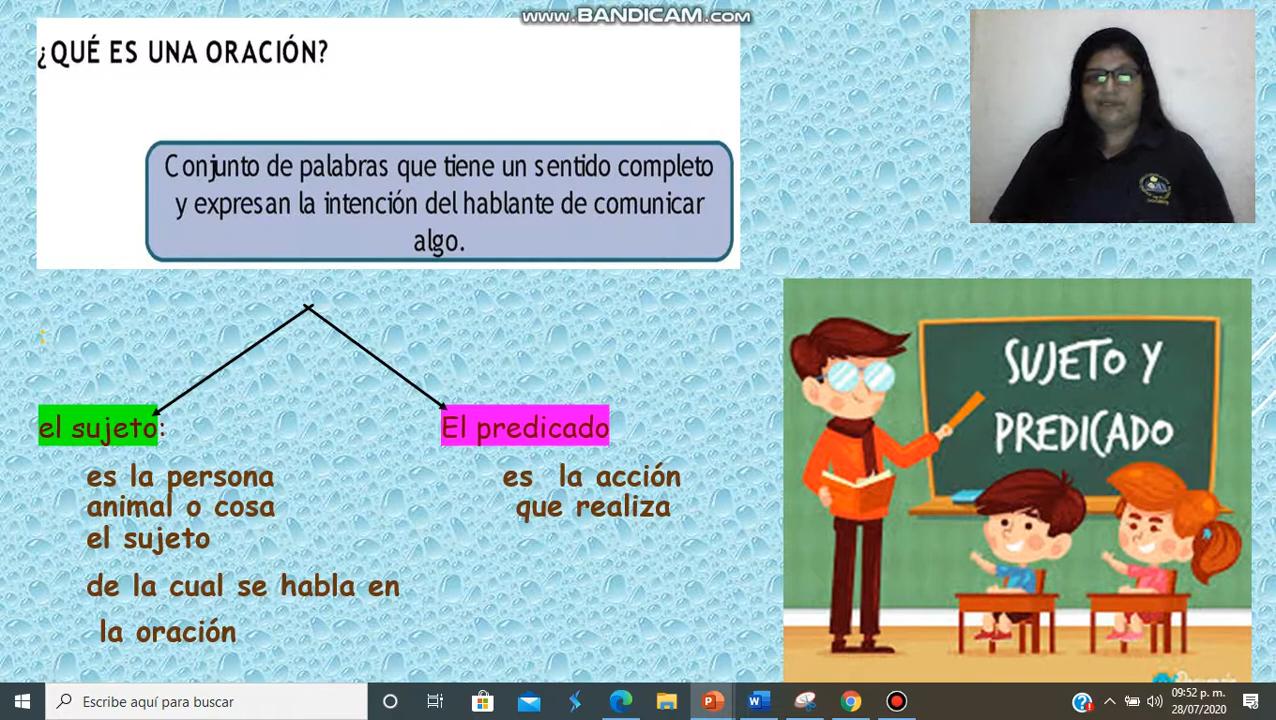 www.BANDICAM.com
¿QUÉ ES UNA ORACIÓN?
Conjunto de palabras que tiene un sentido completo
y expresan la intención del hablante de comunicar
algo.
:
el sujeto:
es la persona
animal o cosa
el sujeto
de la cual se habla en
la oración
El predicado
es la acción
que realiza
SUJETO Y
PREDICADO
Escribe aquí para buscar
09:52 p. m.
28/07/2020